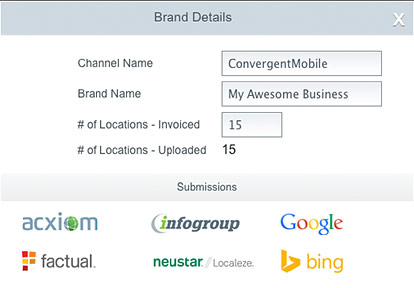 Brand Details X
Channel Name ConvergentMobile
Brand Name My Awesome Business
# of Locations - Invoiced 15
# of Locations - Uploaded 15
Submissions
acxiom infogroup Google
factual. neustar Localeze. bing